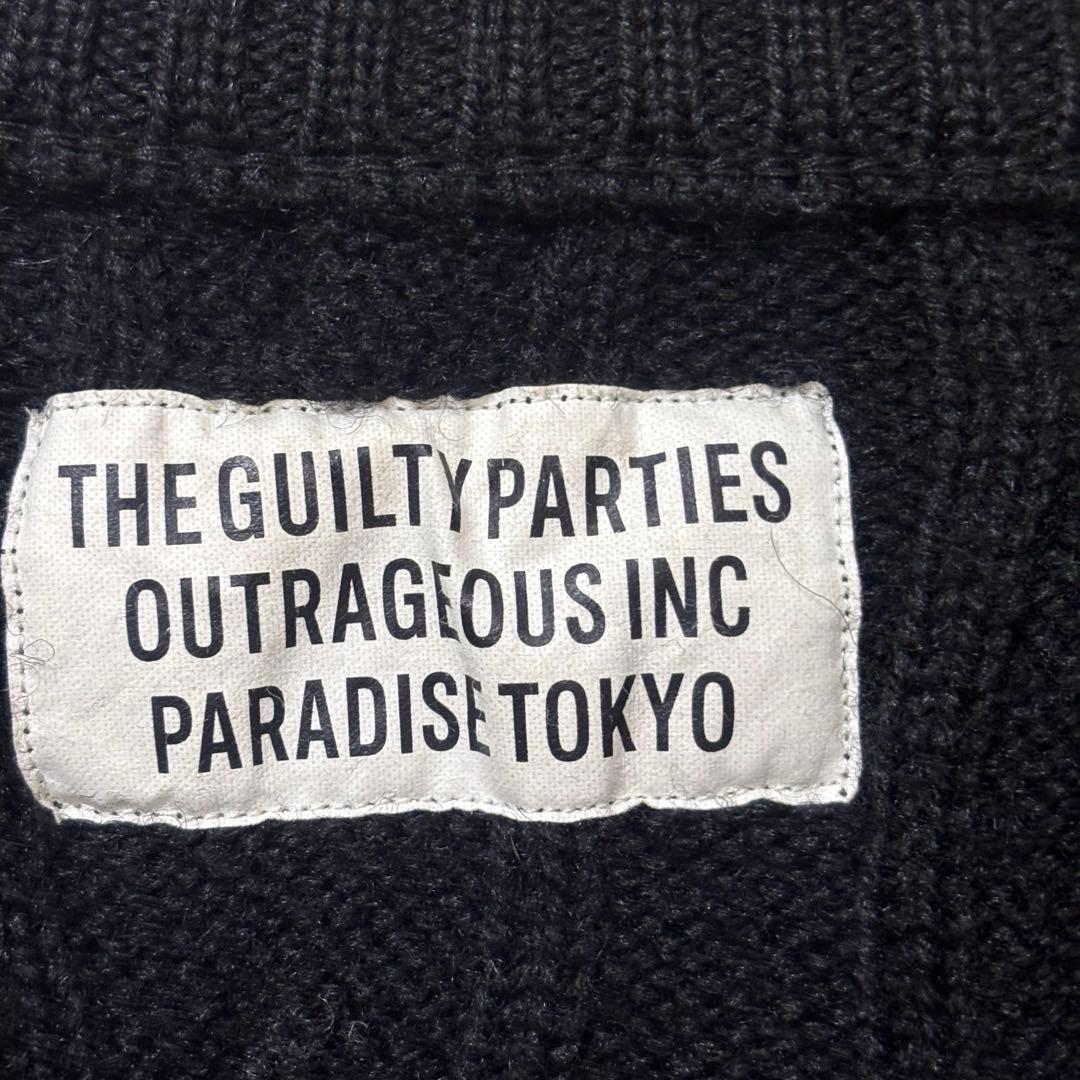 THE GUILTY PARTIES
OUTRAGEOUS INC
PARADISE TOKYO